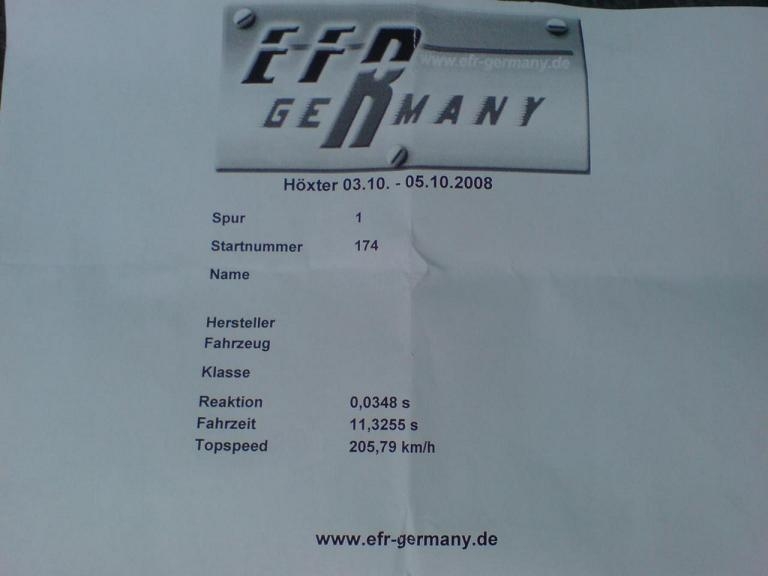 EFR
www.efr-germany.de
GERMANY
Höxter 03.10. - 05.10.2008
Spur 1
Startnummer 174
Name
Hersteller
Fahrzeug
Klasse
Reaktion 0,0348 s
Fahrzeit 11,3255 s
Topspeed 205,79 km/h
www.efr-germany.de